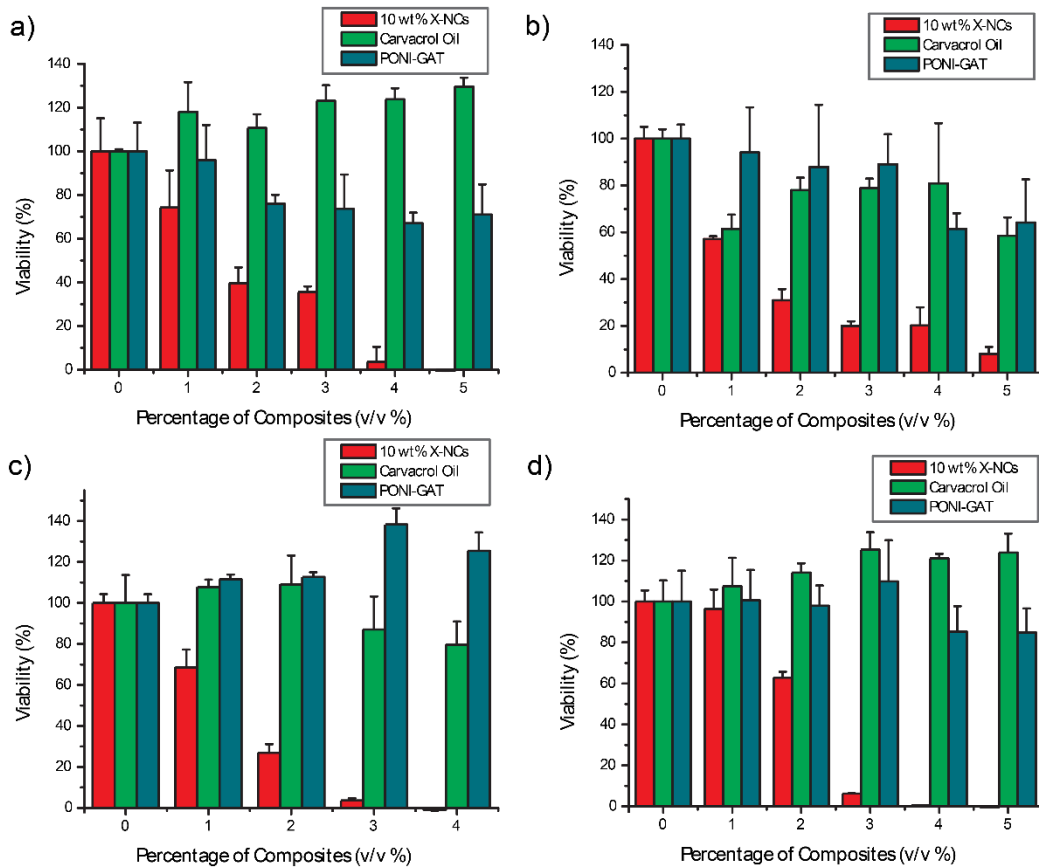 a)
10 wt% X-NCs
Carvacrol Oil
PONI-GAT
140
120
100
80
60
40
20
0
Viability (%)
0 1 2 3 4 5
Percentage of Composites (v/v %)
b)
10 wt% X-NCs
Carvacrol Oil
PONI-GAT
140
120
100
80
60
40
20
0
Viability (%)
0 1 2 3 4 5
Percentage of Composites (v/v %)
c)
10 wt% X-NCs
Carvacrol Oil
PONI-GAT
140
120
100
80
60
40
20
0
Viability (%)
0 1 2 3 4
Percentage of Composites (v/v %)
d)
10 wt% X-NCs
Carvacrol Oil
PONI-GAT
140
120
100
80
60
40
20
0
Viability (%)
0 1 2 3 4 5
Percentage of Composites (v/v %)